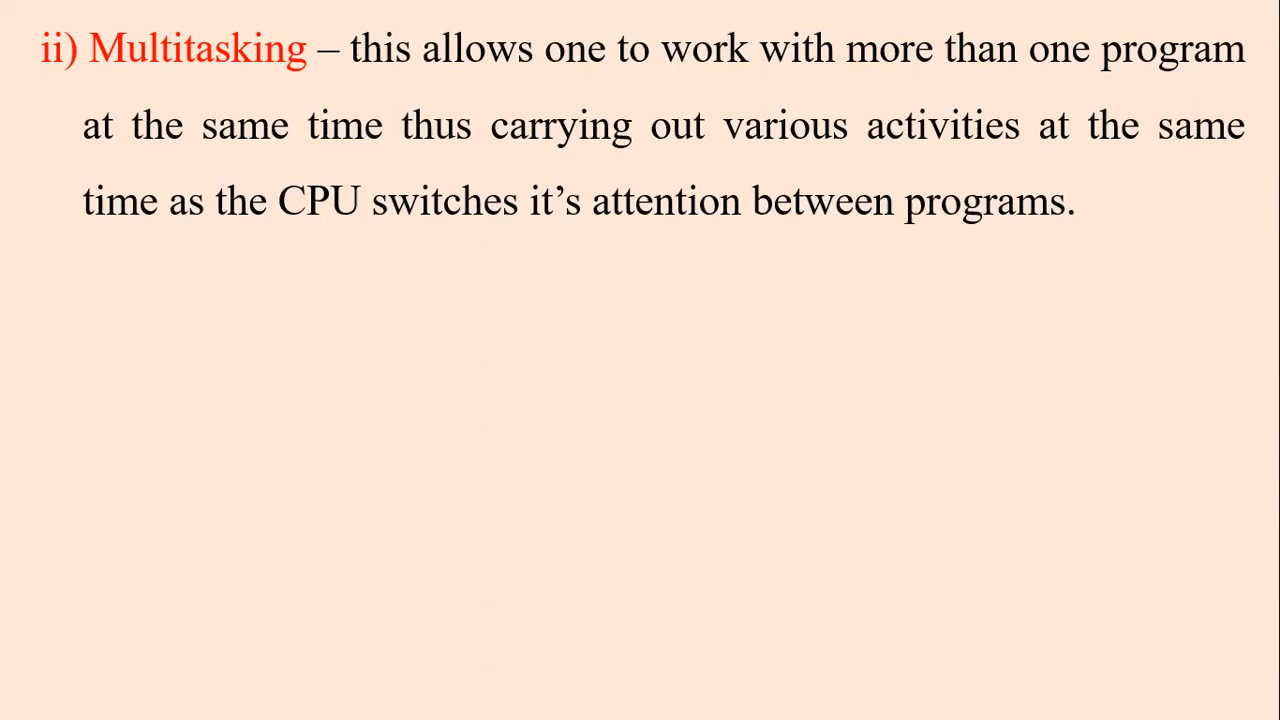 ii) Multitasking – this allows one to work with more than one program
at the same time thus carrying out various activities at the same
time as the CPU switches it’s attention between programs.